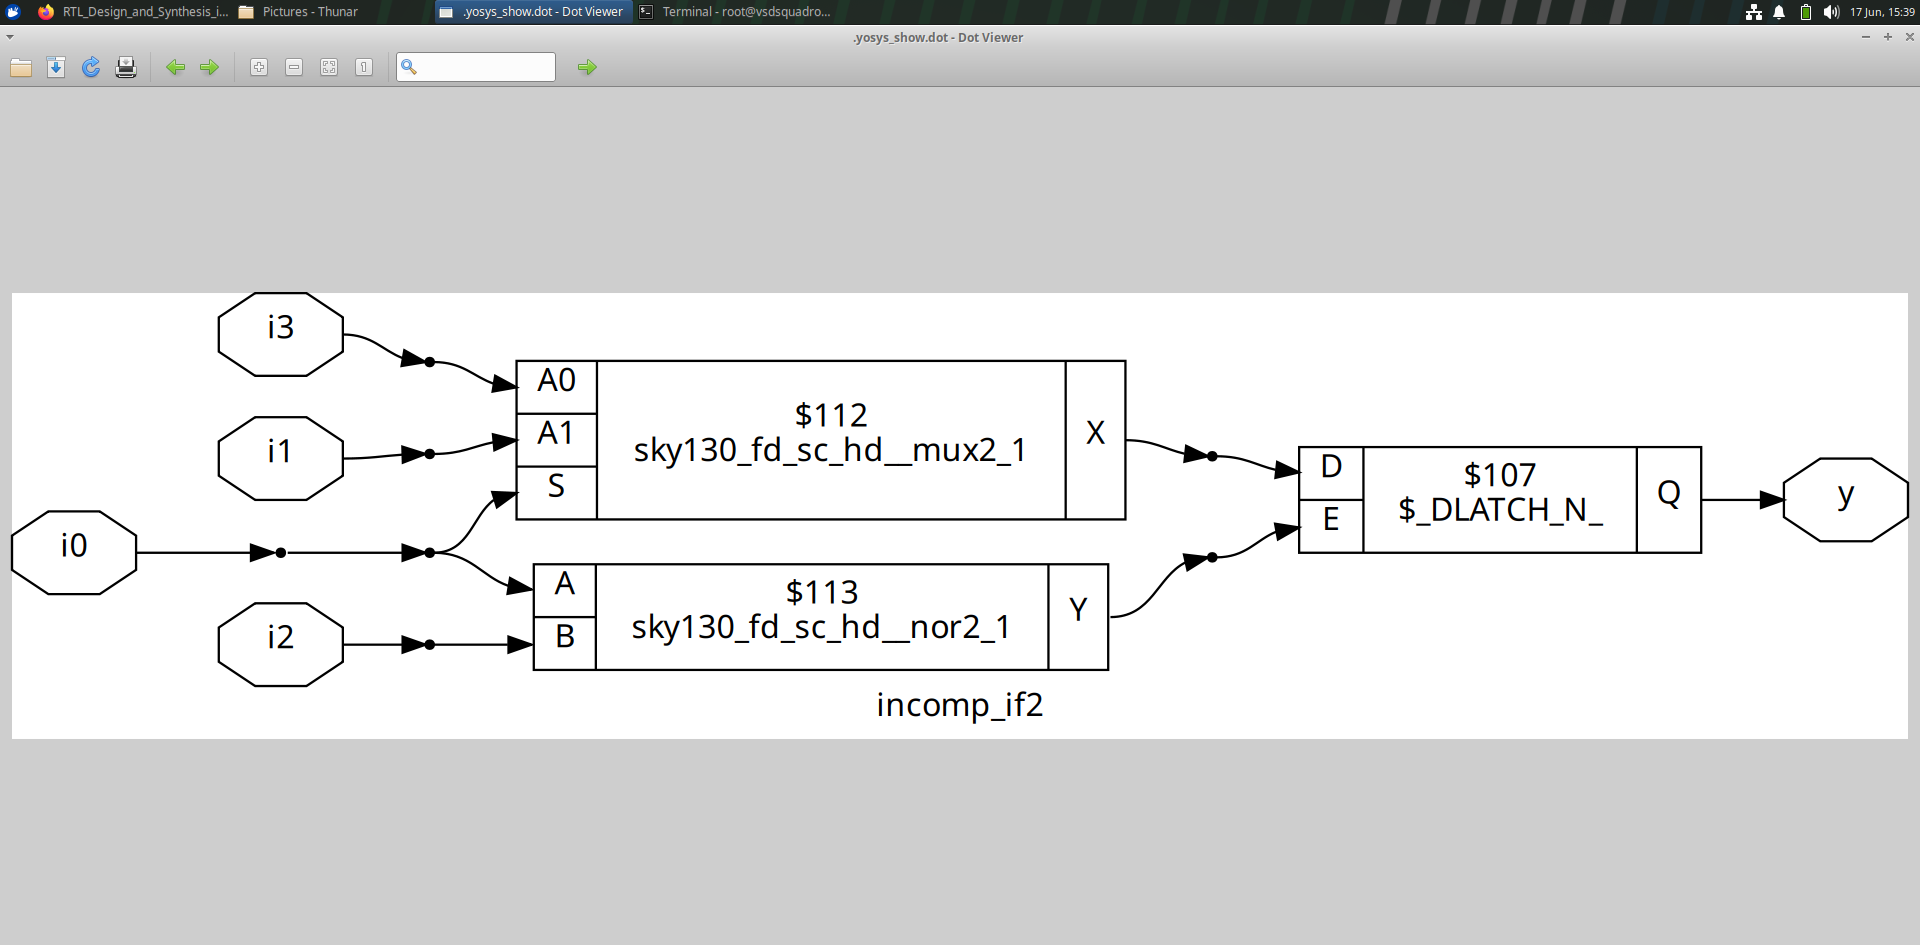 RTL_Design_and_Synthesis_i...
Pictures - Thunar
.yosys_show.dot - Dot Viewer
Terminal - root@vsdsquadro...
17 Jun, 15:39
.yosys_show.dot - Dot Viewer
i3
i1
i0
i2
A0
A1
S
$112
sky130_fd_sc_hd__mux2_1
X
A
B
$113
sky130_fd_sc_hd__nor2_1
Y
D
E
$107
$_DLATCH_N_
Q
y
incomp_if2